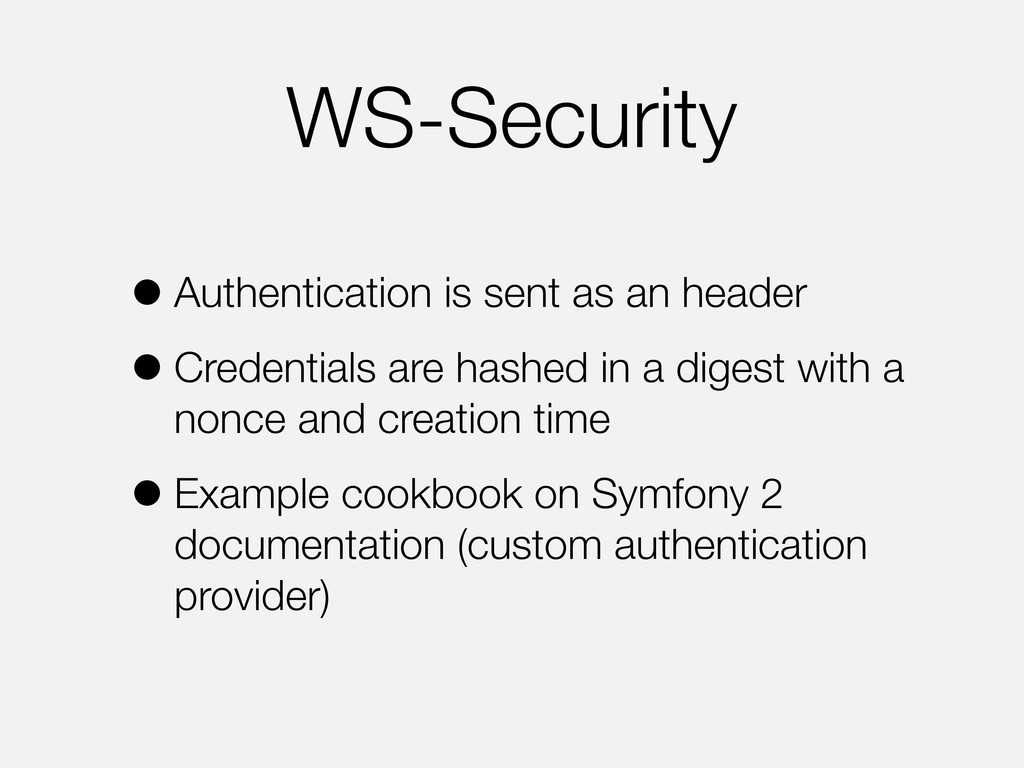 WS-Security
● Authentication is sent as an header
● Credentials are hashed in a digest with a
nonce and creation time
● Example cookbook on Symfony 2
documentation (custom authentication
provider)